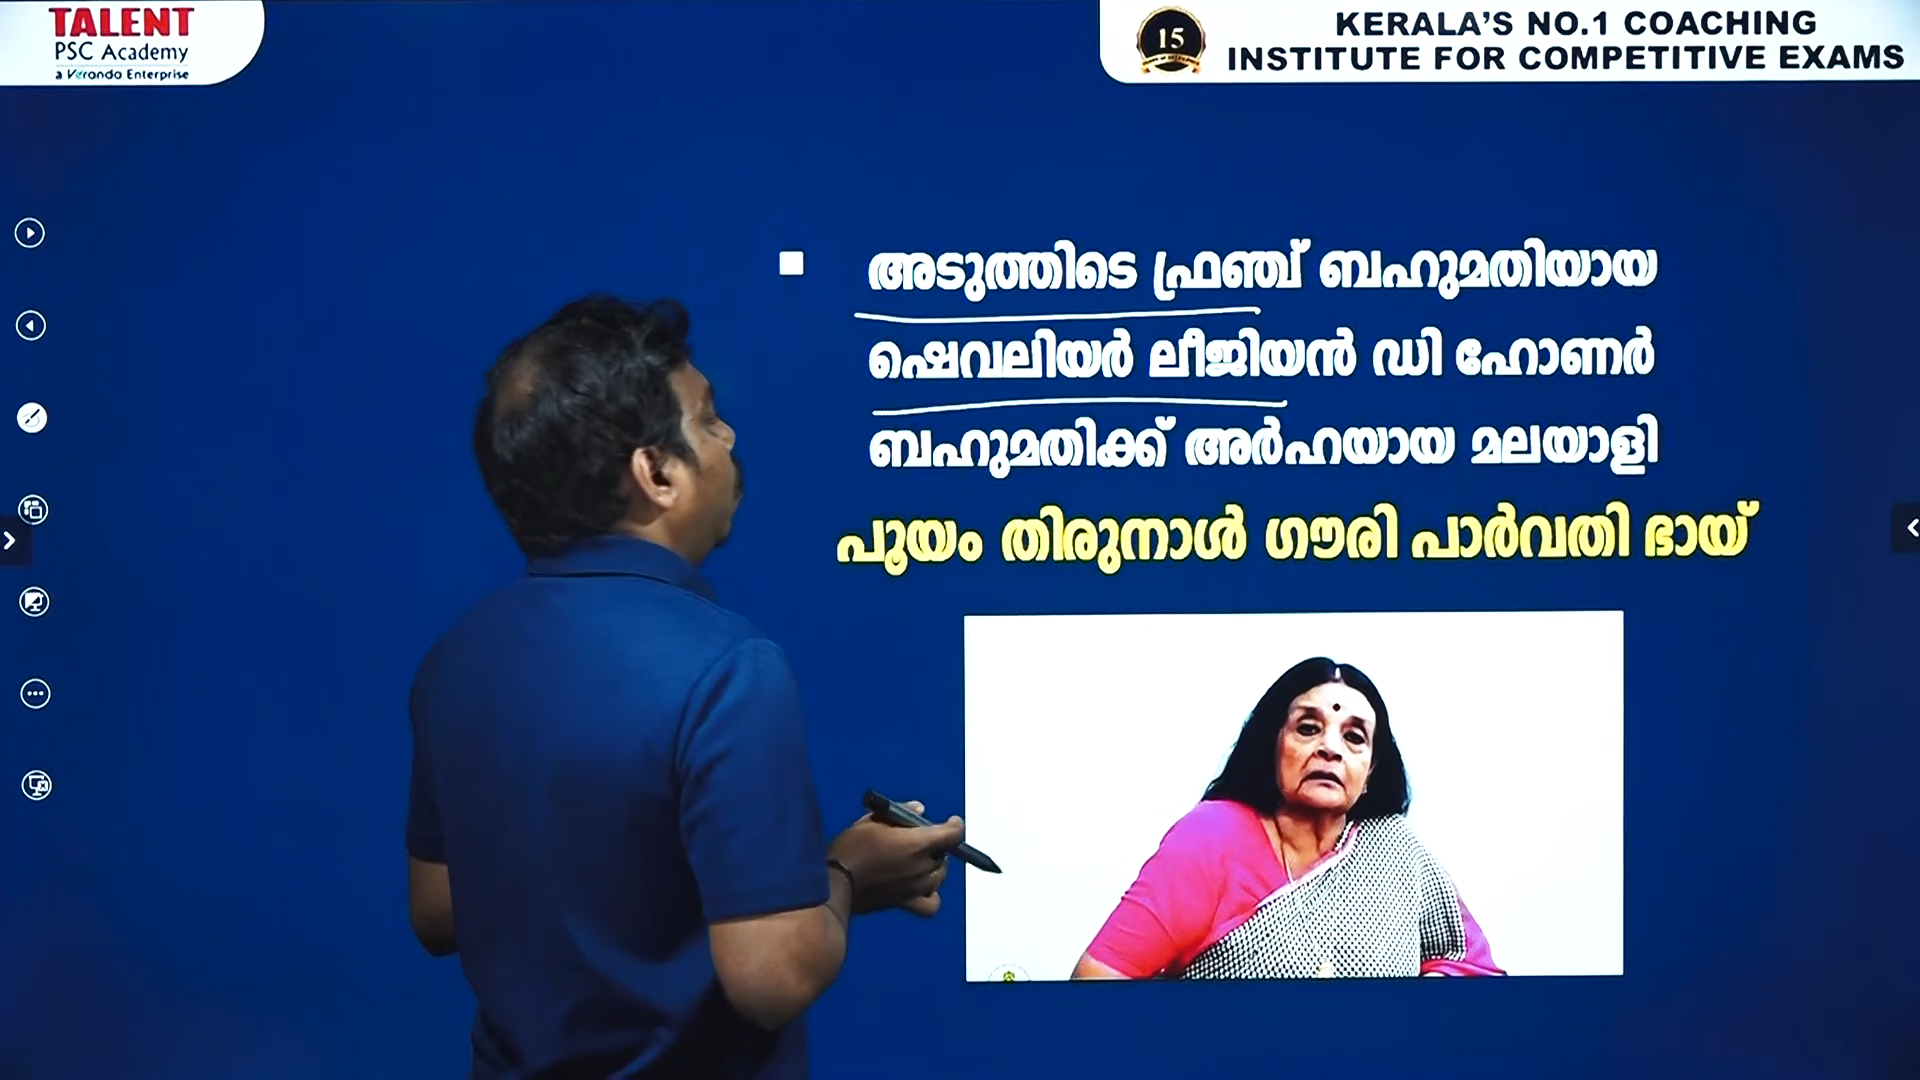 TALENT
PSC Academy
a Veranda Enterprise
15
KERALA'S NO.1 COACHING
INSTITUTE FOR COMPETITIVE EXAMS
അടുത്തിടെ ഫ്രഞ്ച് ബഹുമതിയായ
ഷെവലിയർ ലീജിയൻ ഡി ഹോണർ
ബഹുമതിക്ക് അർഹയായ മലയാളി
പൂയം തിരുനാൾ ഗൗരി പാർവതി ഭായ്